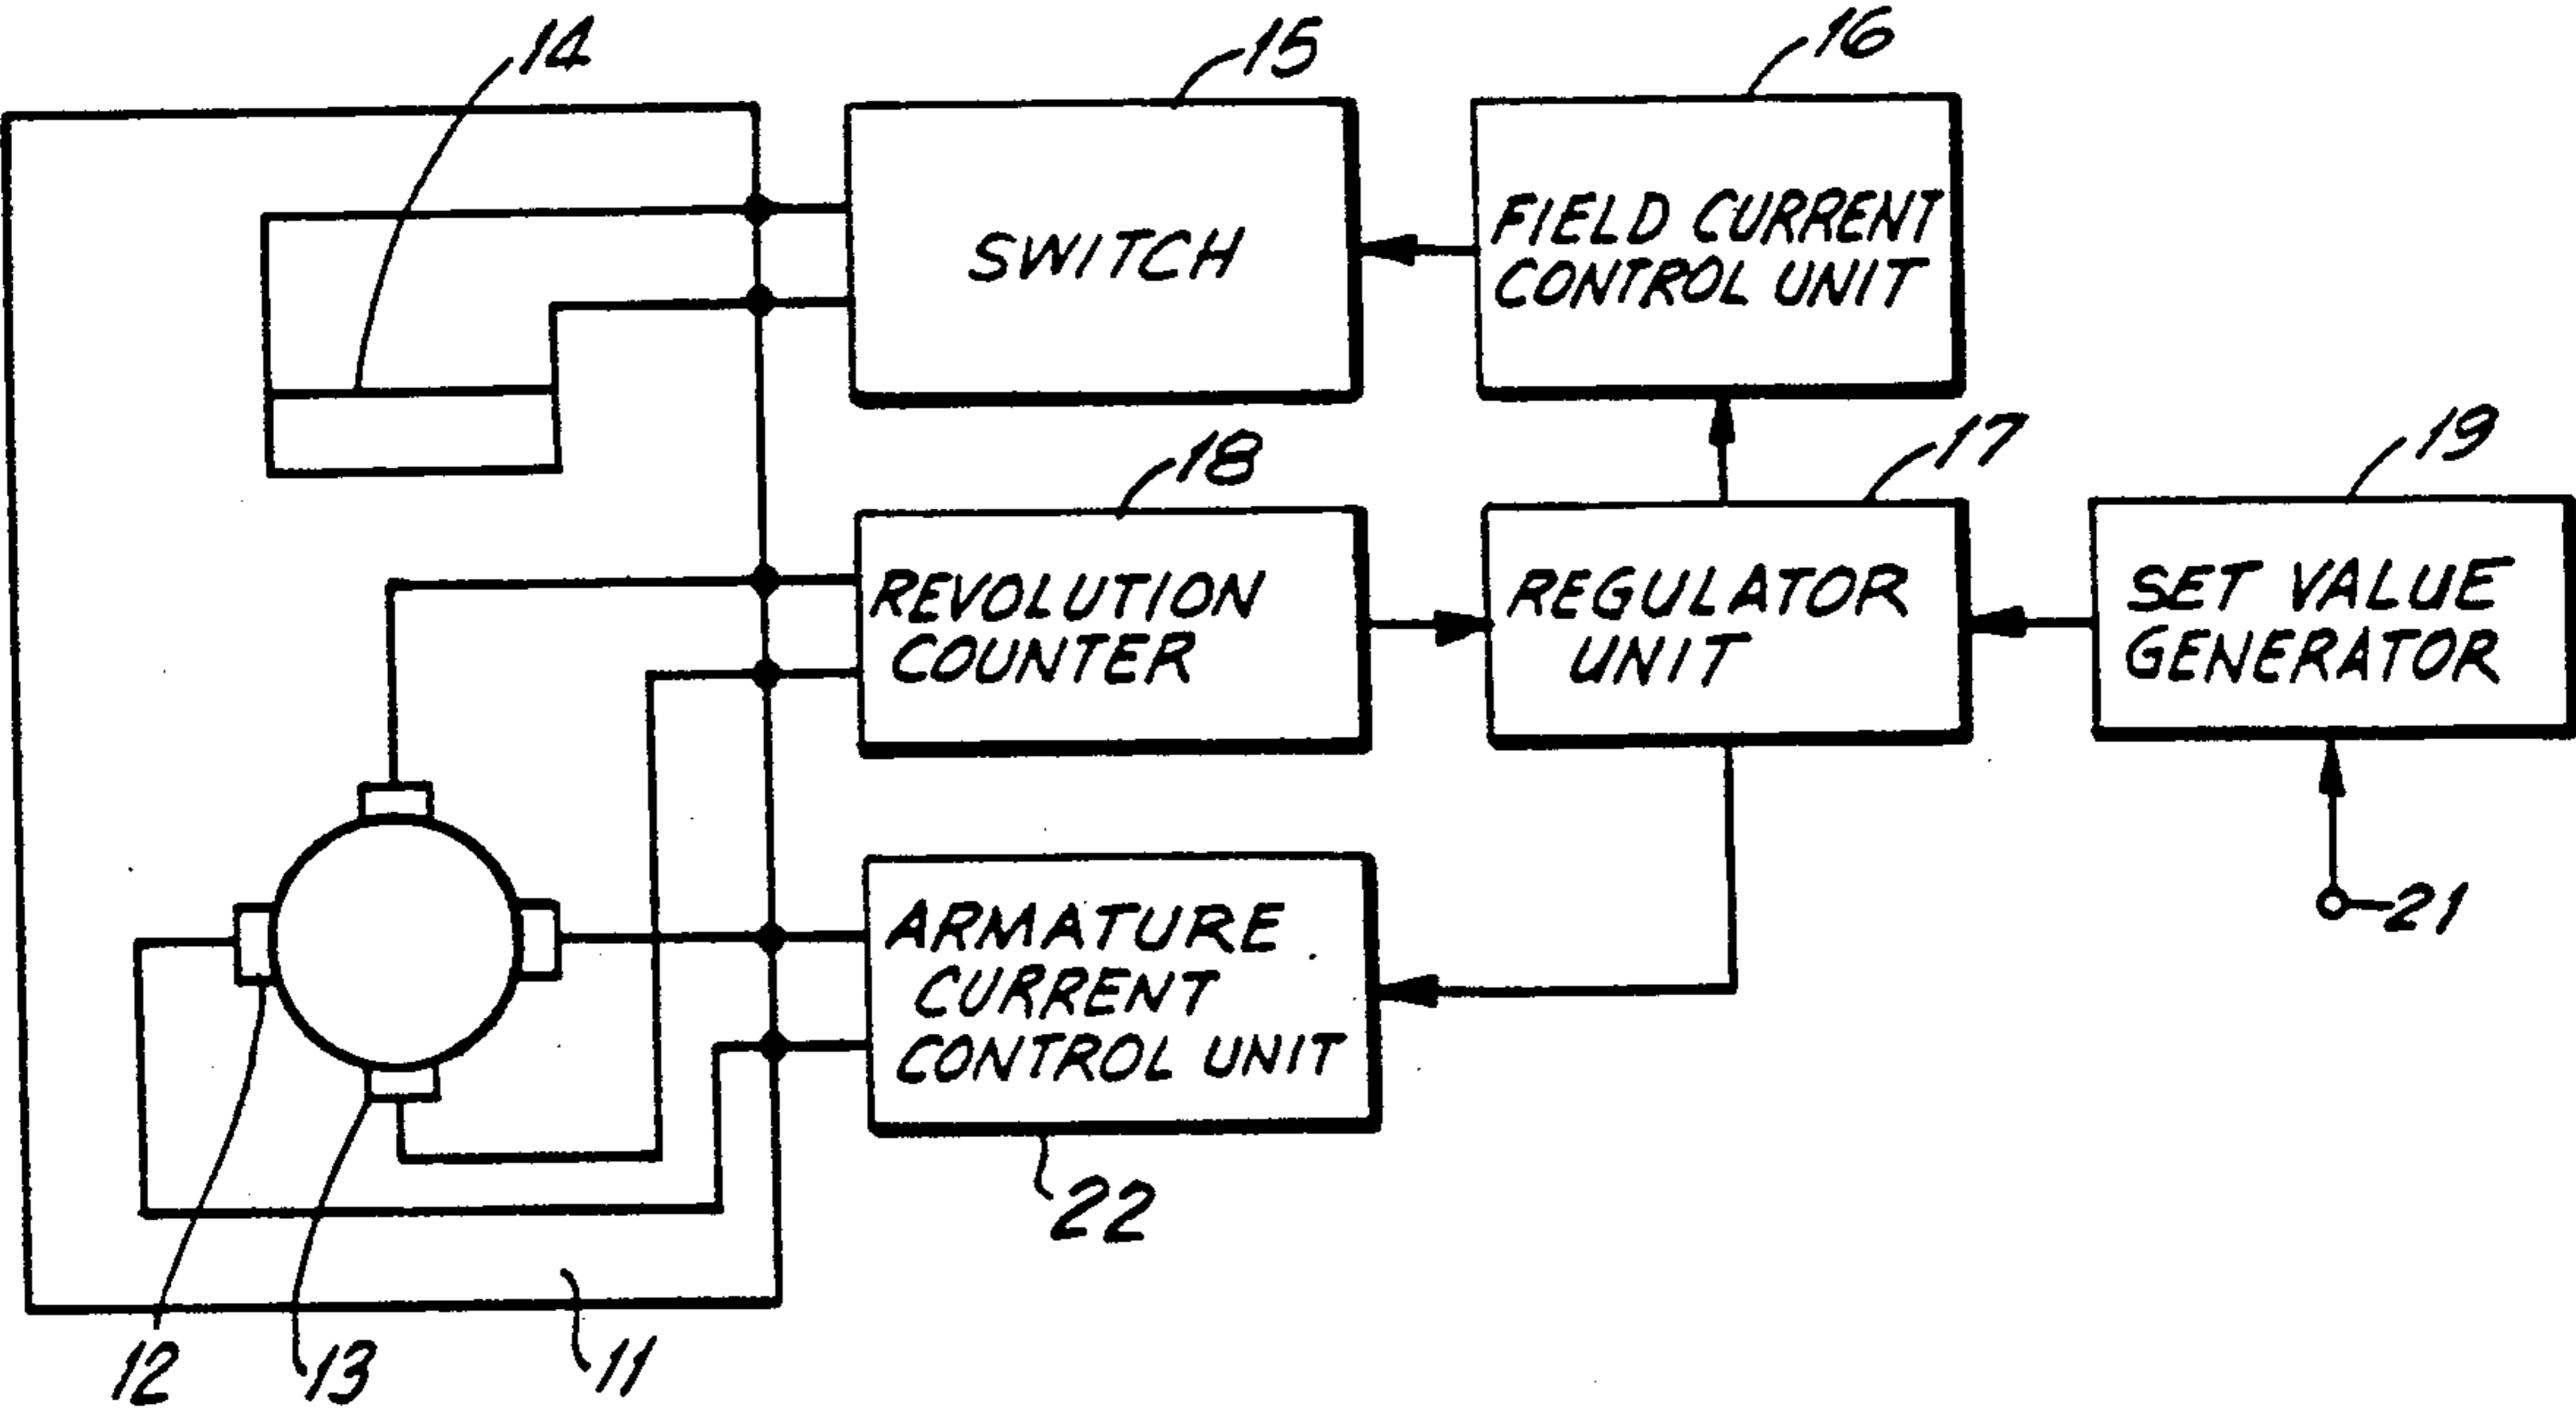 14
15
16
SWITCH
FIELD CURRENT
CONTROL UNIT
18
17
19
REVOLUTION
COUNTER
REGULATOR
UNIT
SET VALUE
GENERATOR
21
ARMATURE
CURRENT
CONTROL UNIT
22
12
13
11